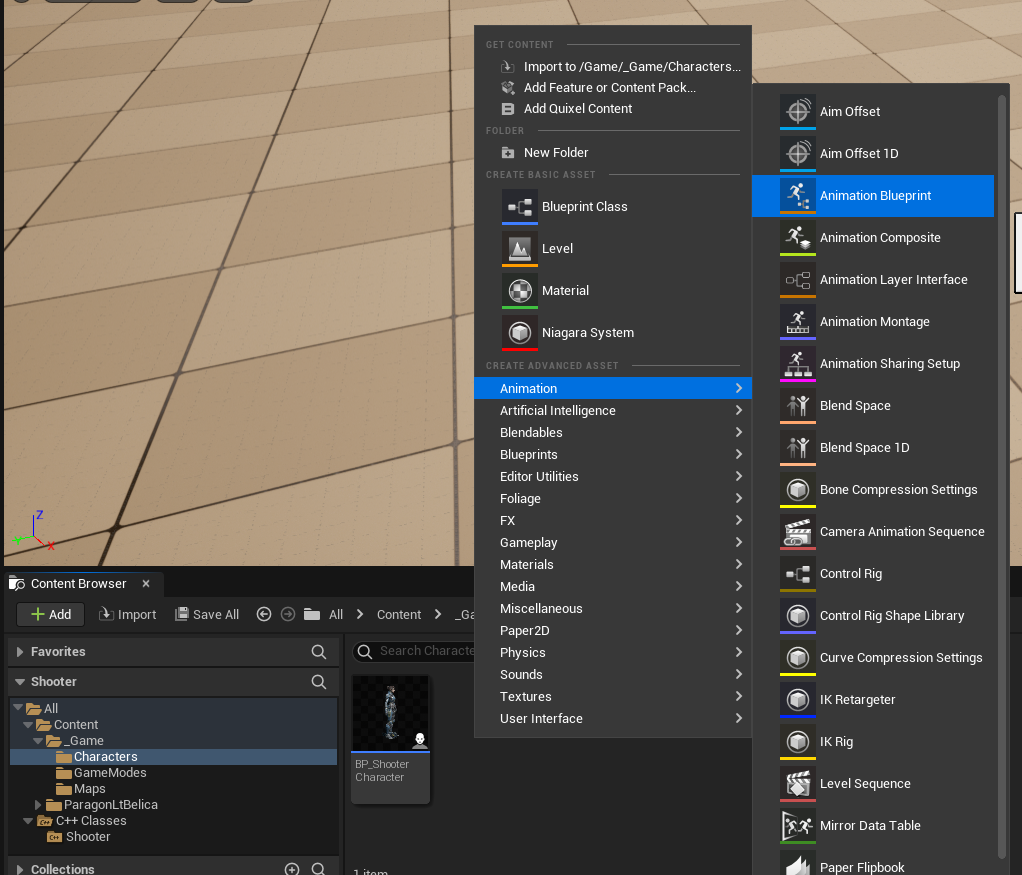 GET CONTENT
Import to /Game/_Game/Characters...
Add Feature or Content Pack...
Add Quixel Content
FOLDER
New Folder
CREATE BASIC ASSET
Blueprint Class
Level
Material
Niagara System
CREATE ADVANCED ASSET
Animation
Artificial Intelligence
Blendables
Blueprints
Editor Utilities
Foliage
FX
Gameplay
Materials
Media
Miscellaneous
Paper2D
Physics
Sounds
Textures
User Interface
Aim Offset
Aim Offset 1D
Animation Blueprint
Animation Composite
Animation Layer Interface
Animation Montage
Animation Sharing Setup
Blend Space
Blend Space 1D
Bone Compression Settings
Camera Animation Sequence
Control Rig
Control Rig Shape Library
Curve Compression Settings
IK Retargeter
IK Rig
Level Sequence
Mirror Data Table
Paper Flipbook
Z
X
Content Browser
Add Import Save All All Content _Ga
Favorites
Shooter
All
Content
_Game
Characters
GameModes
Maps
ParagonLtBelica
C++ Classes
Shooter
Collections
Search Characte
BP_Shooter
Character
1 item